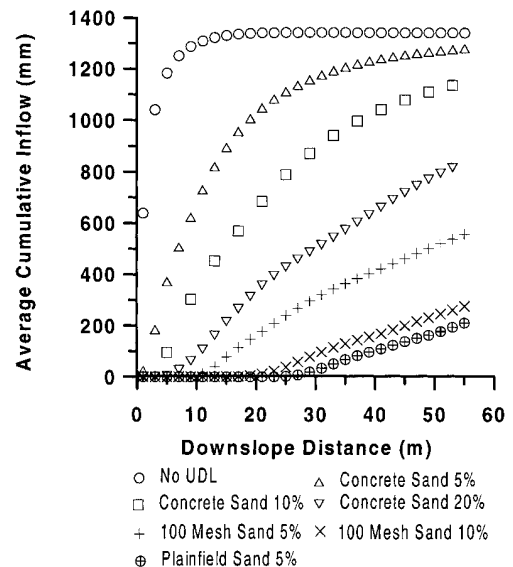 Average Cumulative Inflow (mm)
1400
1200
1000
800
600
400
200
0
0 10 20 30 40 50 60
Downslope Distance (m)
No UDL
Concrete Sand 5%
Concrete Sand 10%
Concrete Sand 20%
100 Mesh Sand 5%
100 Mesh Sand 10%
Plainfield Sand 5%